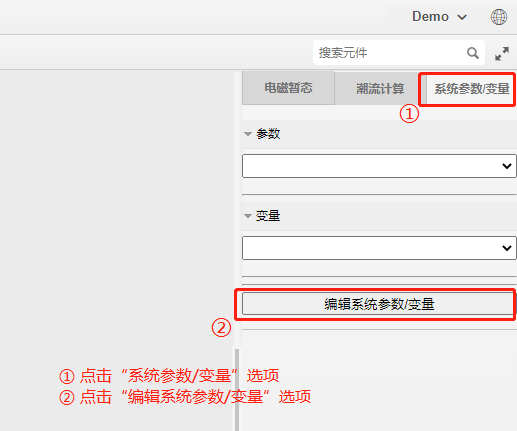 Demo
搜索元件
电磁暂态 潮流计算 系统参数/变量
①
参数
变量
编辑系统参数/变量
②
① 点击“系统参数/变量”选项
② 点击“编辑系统参数/变量”选项